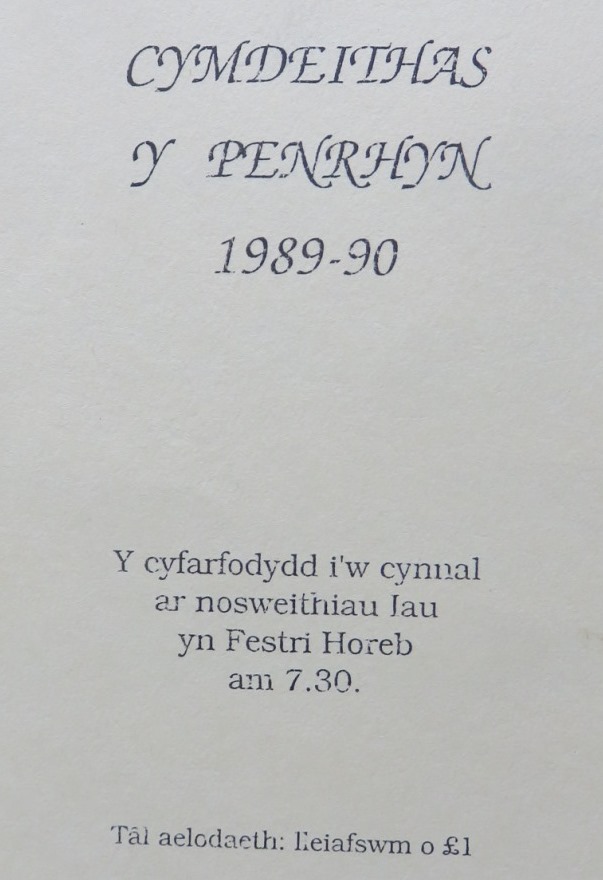 CYMDEITHAS
Y PENRHYN
1989-90
Y cyfarfodydd i'w cynnal
ar nosweithiau Iau
yn Festri Horeb
am 7.30.
Tâl aelodaeth: Lleiafswm o £1